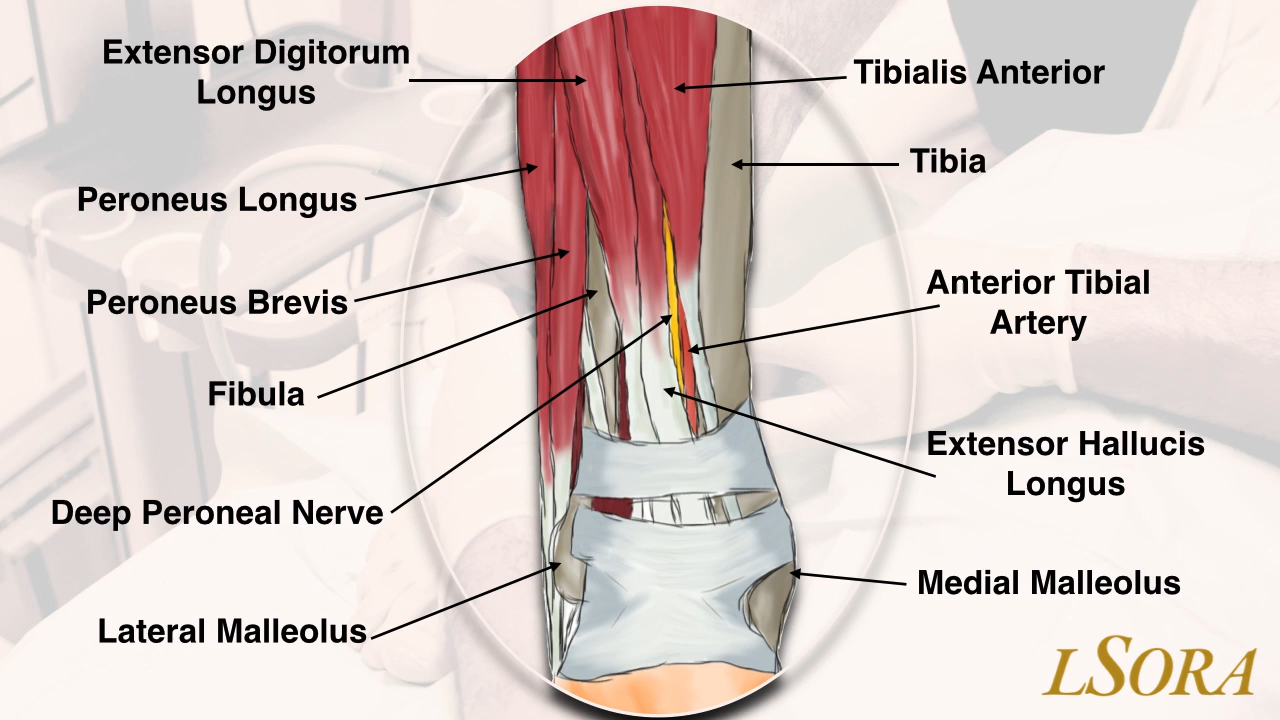 Extensor Digitorum
Longus
Peroneus Longus
Peroneus Brevis
Fibula
Deep Peroneal Nerve
Lateral Malleolus
Tibialis Anterior
Tibia
Anterior Tibial
Artery
Extensor Hallucis
Longus
Medial Malleolus
LSORA